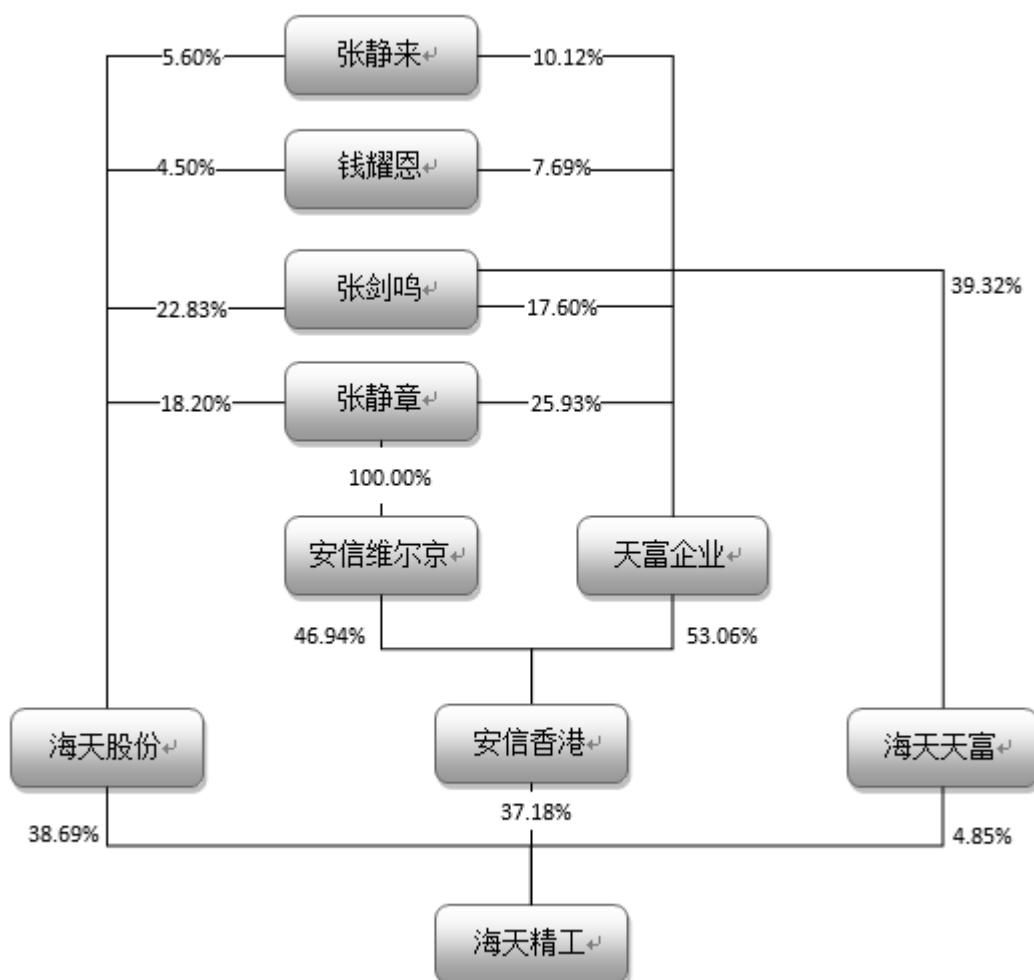 5.60%
张静来
10.12%
4.50%
钱耀恩
7.69%
张剑鸣
39.32%
22.83%
17.60%
18.20%
张静章
25.93%
100.00%
安信维尔京
天富企业
46.94%
53.06%
海天股份
安信香港
海天天富
37.18%
38.69%
4.85%
海天精工